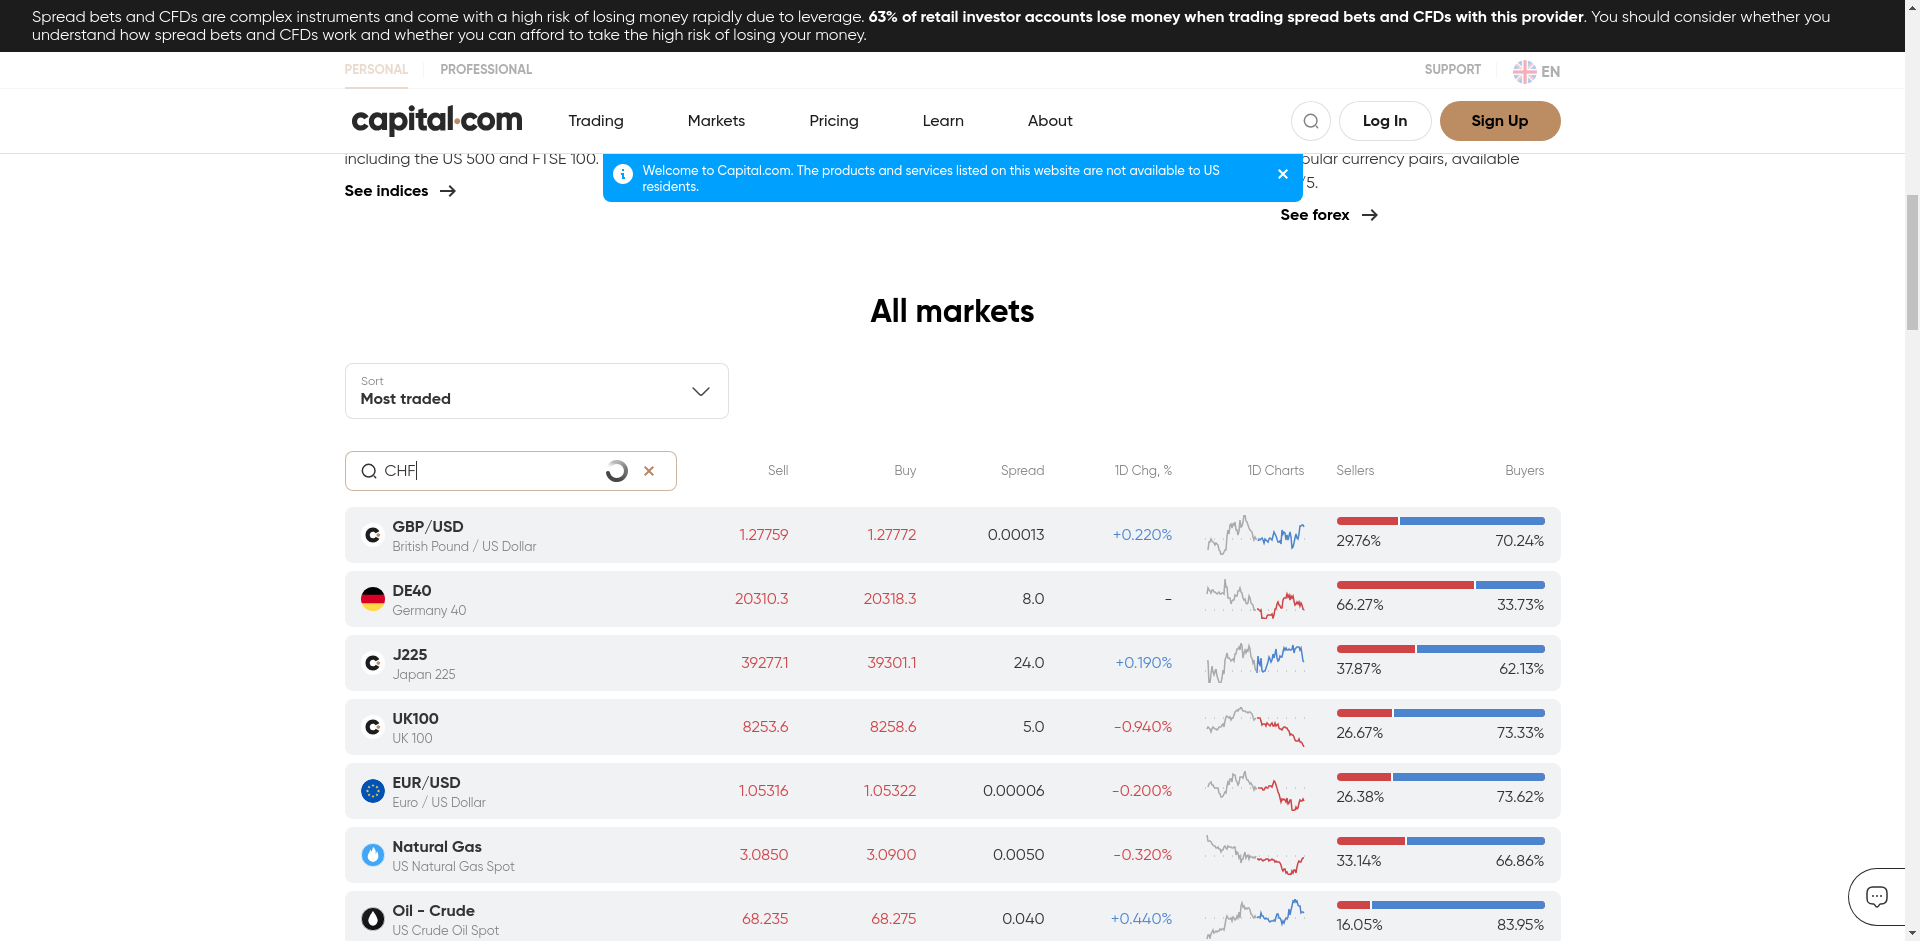 Spread bets and CFDs are complex instruments and come with a high risk of losing money rapidly due to leverage. 63% of retail investor accounts lose money when trading spread bets and CFDs with this provider. You should consider whether you
understand how spread bets and CFDs work and whether you can afford to take the high risk of losing your money.
PERSONAL PROFESSIONAL SUPPORT EN
capital.com Trading Markets Pricing Learn About Log In Sign Up
including the US 500 and FTSE 100.
pular currency pairs, available
/5.
Welcome to Capital.com. The products and services listed on this website are not available to US
residents.
See indices
See forex
All markets
Sort
Most traded
CHF Sell Buy Spread 1D Chg, % 1D Charts Sellers Buyers
GBP/USD
British Pound / US Dollar
1.27759 1.27772 0.00013 +0.220% 29.76% 70.24%
DE40
Germany 40
20310.3 20318.3 8.0 - 66.27% 33.73%
J225
Japan 225
39277.1 39301.1 24.0 +0.190% 37.87% 62.13%
UK100
UK 100
8253.6 8258.6 5.0 -0.940% 26.67% 73.33%
EUR/USD
Euro / US Dollar
1.05316 1.05322 0.00006 -0.200% 26.38% 73.62%
Natural Gas
US Natural Gas Spot
3.0850 3.0900 0.0050 -0.320% 33.14% 66.86%
Oil - Crude
US Crude Oil Spot
68.235 68.275 0.040 +0.440% 16.05% 83.95%